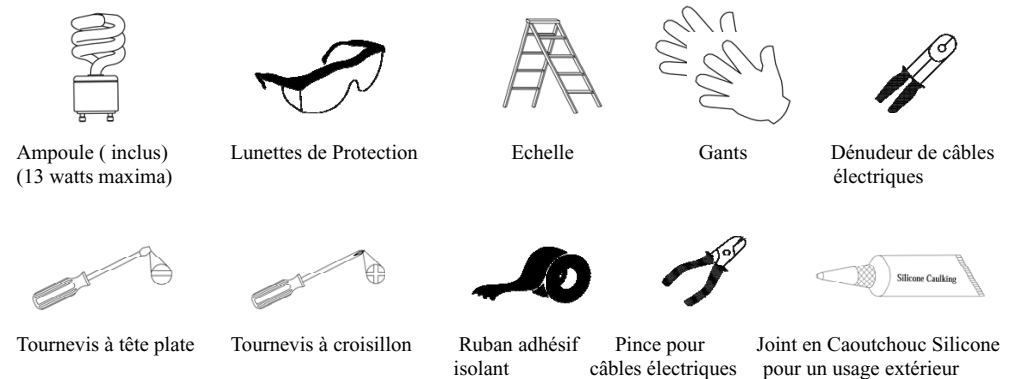 Ampoule ( inclus)
(13 watts maxima)
Lunettes de Protection
Echelle
Gants
Dénudeur de câbles
électriques
Silicone Caulking
Tournevis à tête plate
Tournevis à croisillon
Ruban adhésif
isolant
Pince pour
câbles électriques
Joint en Caoutchouc Silicone
pour un usage extérieur